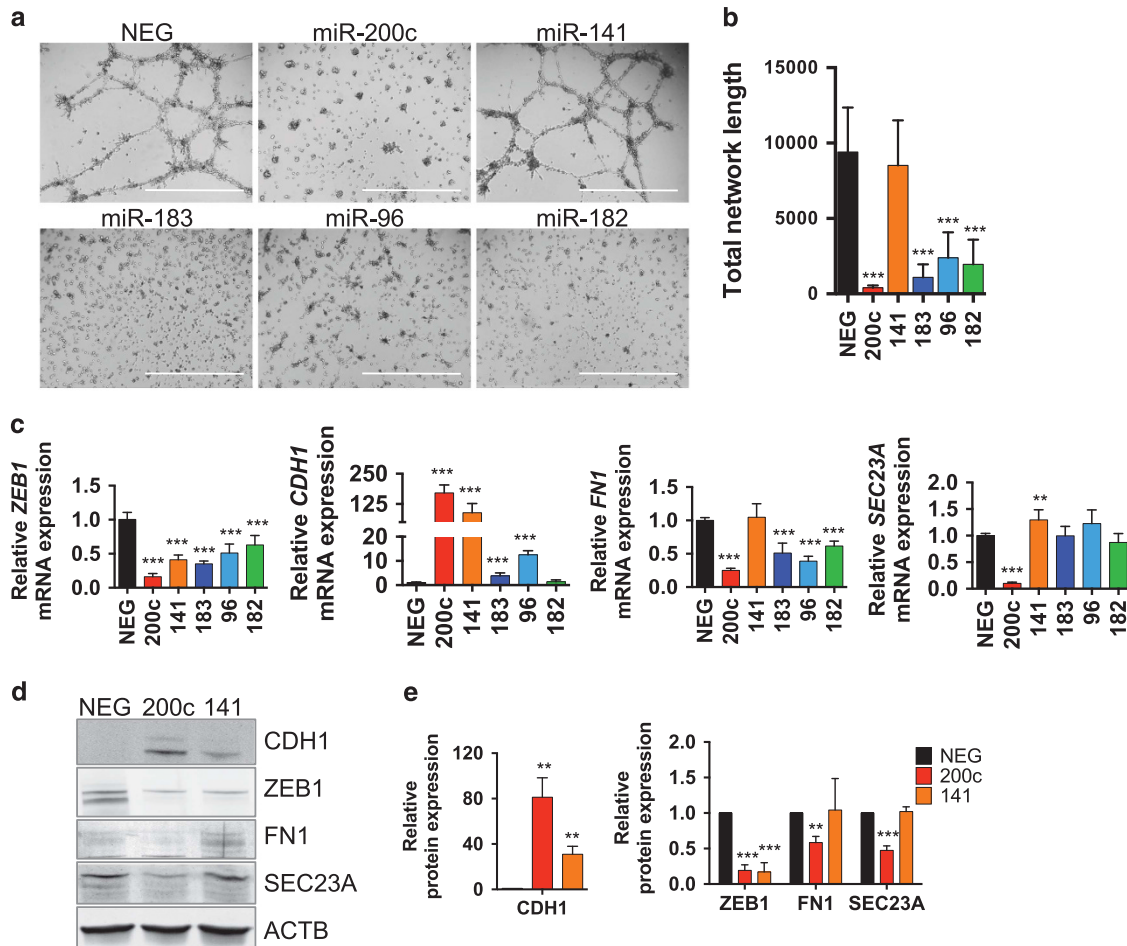 a
NEG miR-200c miR-141
miR-183 miR-96 miR-182
b
Total network length
15000
10000
5000
0
***
***
***
***
NEG 200c 141 183 96 182
c
Relative ZEB1
mRNA expression
1.5
1.0
0.5
0.0
*** *** *** *** ***
NEG 200c 141 183 96 182
Relative CDH1
mRNA expression
250
125
20
10
0
*** *** *** ***
NEG 200c 141 183 96 182
Relative FN1
mRNA expression
1.5
1.0
0.5
0.0
*** *** *** ***
NEG 200c 141 183 96 182
Relative SEC23A
mRNA expression
2.0
1.5
1.0
0.5
0.0
*** **
NEG 200c 141 183 96 182
d
NEG 200c 141
CDH1
ZEB1
FN1
SEC23A
ACTB
e
Relative
protein expression
120
80
40
0
** **
CDH1
Relative
protein expression
2.0
1.5
1.0
0.5
0.0
*** *** ** ***
ZEB1 FN1 SEC23A
NEG
200c
141